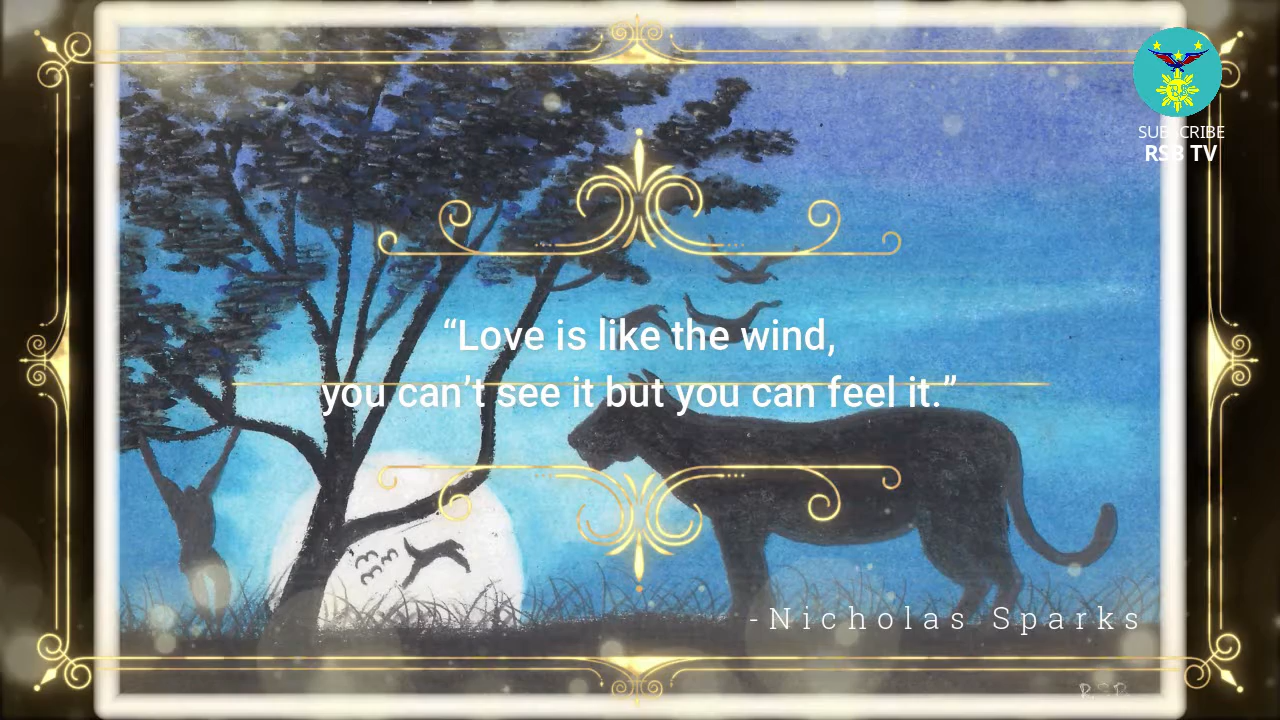 SUBSCRIBE
RSB TV
“Love is like the wind,
you can’t see it but you can feel it.”
- Nicholas Sparks